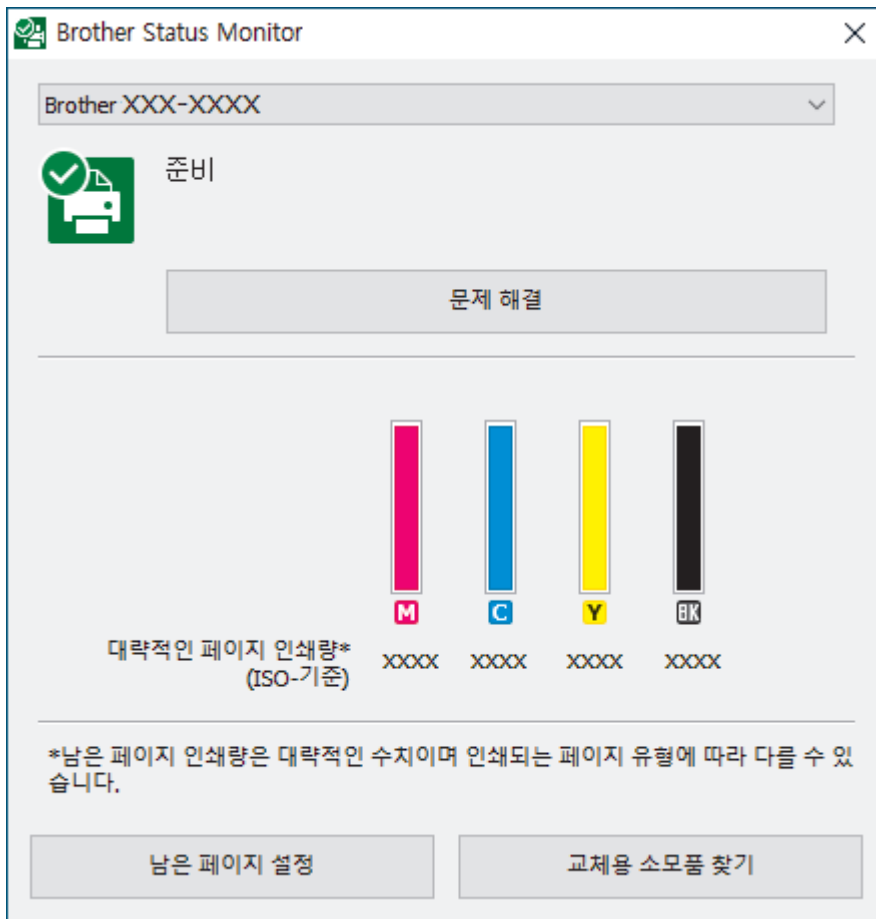 Brother Status Monitor
Brother XXX-XXXX
준비
문제 해결
M C Y BK
대략적인 페이지 인쇄량* XXXX XXXX XXXX XXXX
(ISO-기준)
*남은 페이지 인쇄량은 대략적인 수치이며 인쇄되는 페이지 유형에 따라 다를 수 있
습니다.
남은 페이지 설정 교체용 소모품 찾기